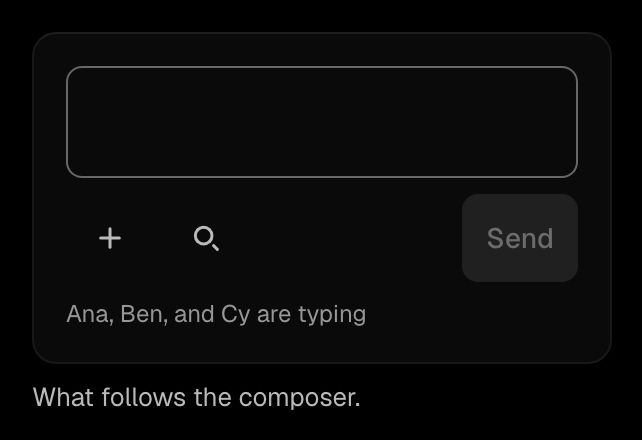 Send
Ana, Ben, and Cy are typing
What follows the composer.